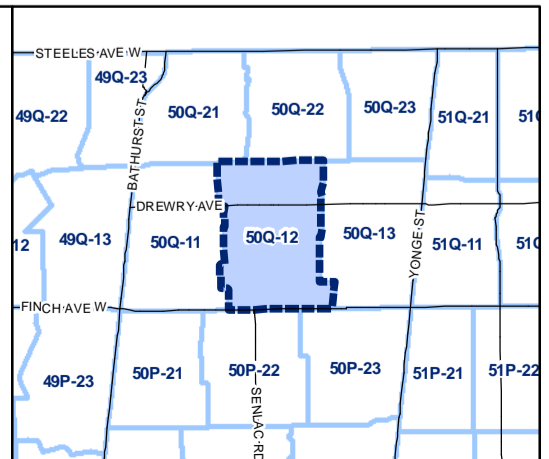 STEELES AVE W
49Q-23
49Q-22
50Q-21
50Q-22
50Q-23
51Q-21
BATHURST ST
DREWRY AVE
12
49Q-13
50Q-11
50Q-12
50Q-13
51Q-11
YONGE ST
FINCH AVE W
49P-23
50P-21
50P-22
50P-23
51P-21
51P-22
SENLAC RD